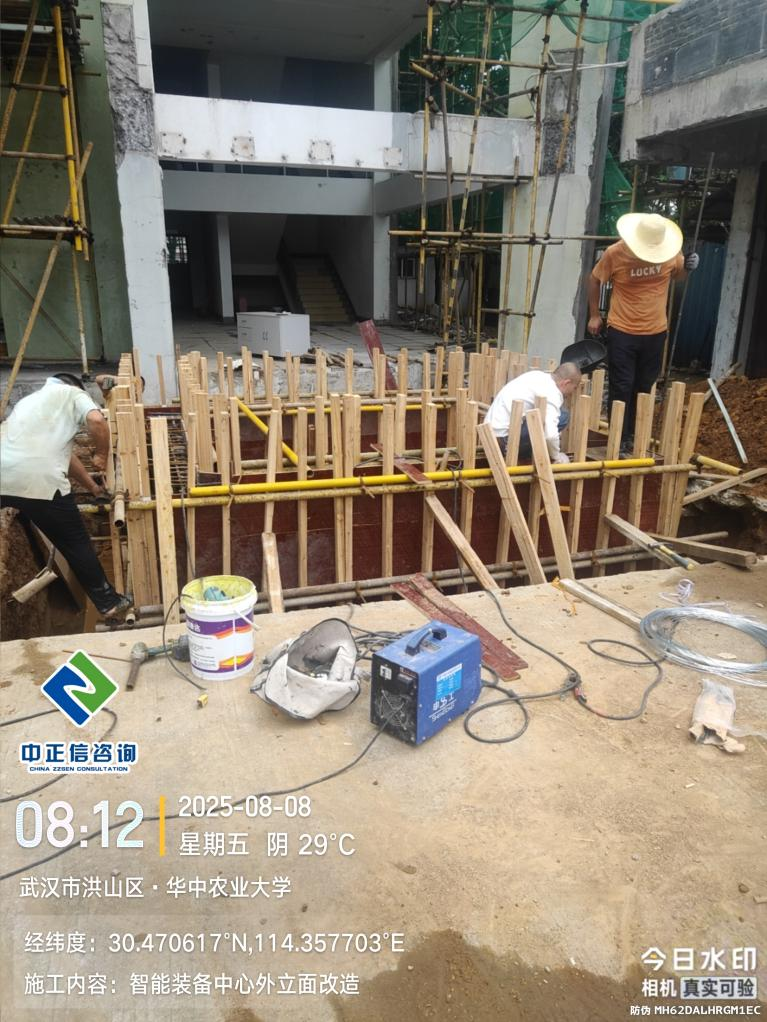 LUCKY
中正信咨询
CHINA ZZSEN CONSULTATION
08:12
2025-08-08
星期五 阴 29°C
武汉市洪山区·华中农业大学
经纬度：30.470617°N,114.357703°E
施工内容：智能装备中心外立面改造
今日水印
相机 真实可验
防伪 MH62DALHRGM1EC